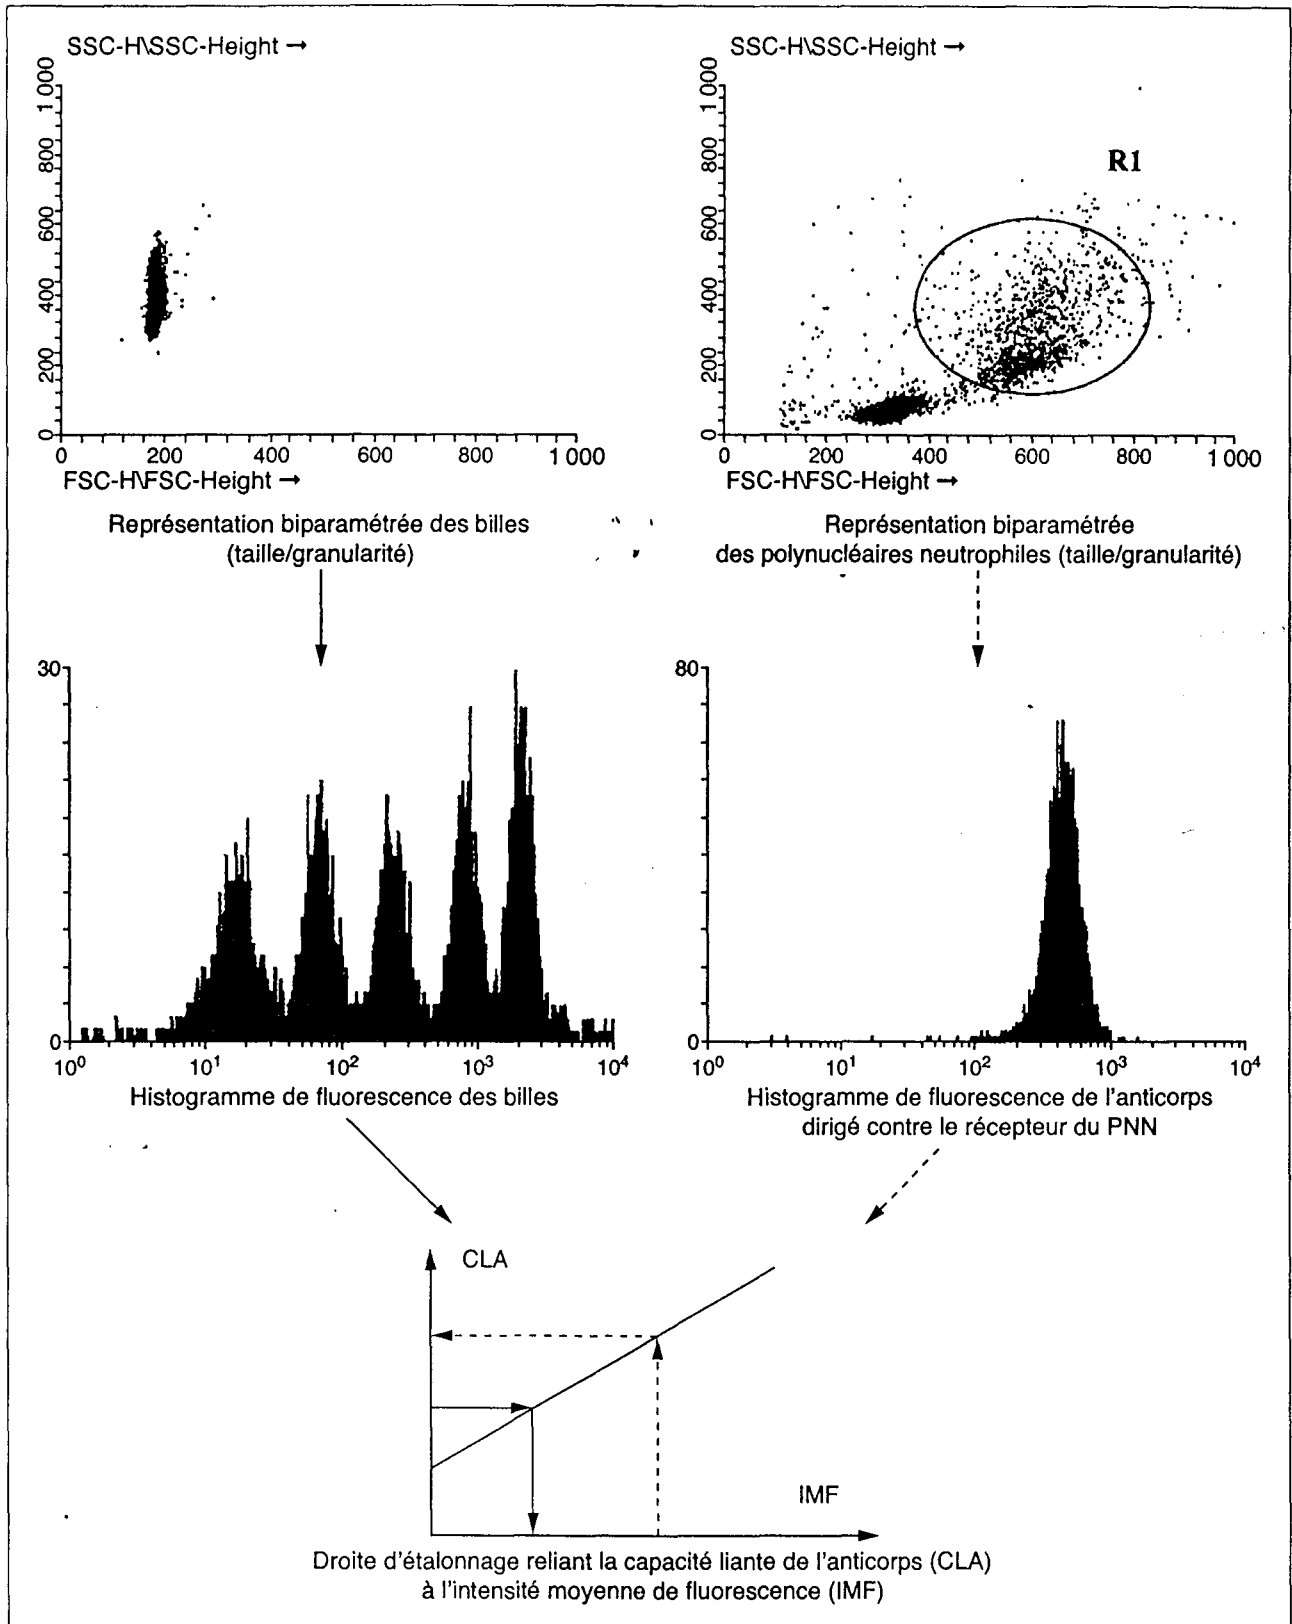 SSC-H\SSC-Height →
1 000
800
600
400
200
0
0 200 400 600 800 1 000
FSC-H\FSC-Height →
Représentation biparamétrée des billes
(taille/granularité)
SSC-H\SSC-Height →
1 000
800
600
400
200
0
R1
0 200 400 600 800 1 000
FSC-H\FSC-Height →
Représentation biparamétrée
des polynucléaires neutrophiles (taille/granularité)
30
0
10⁰ 10¹ 10² 10³ 10⁴
Histogramme de fluorescence des billes
80
0
10⁰ 10¹ 10² 10³ 10⁴
Histogramme de fluorescence de l'anticorps
dirigé contre le récepteur du PNN
CLA
IMF
Droite d'étalonnage reliant la capacité liante de l'anticorps (CLA)
à l'intensité moyenne de fluorescence (IMF)